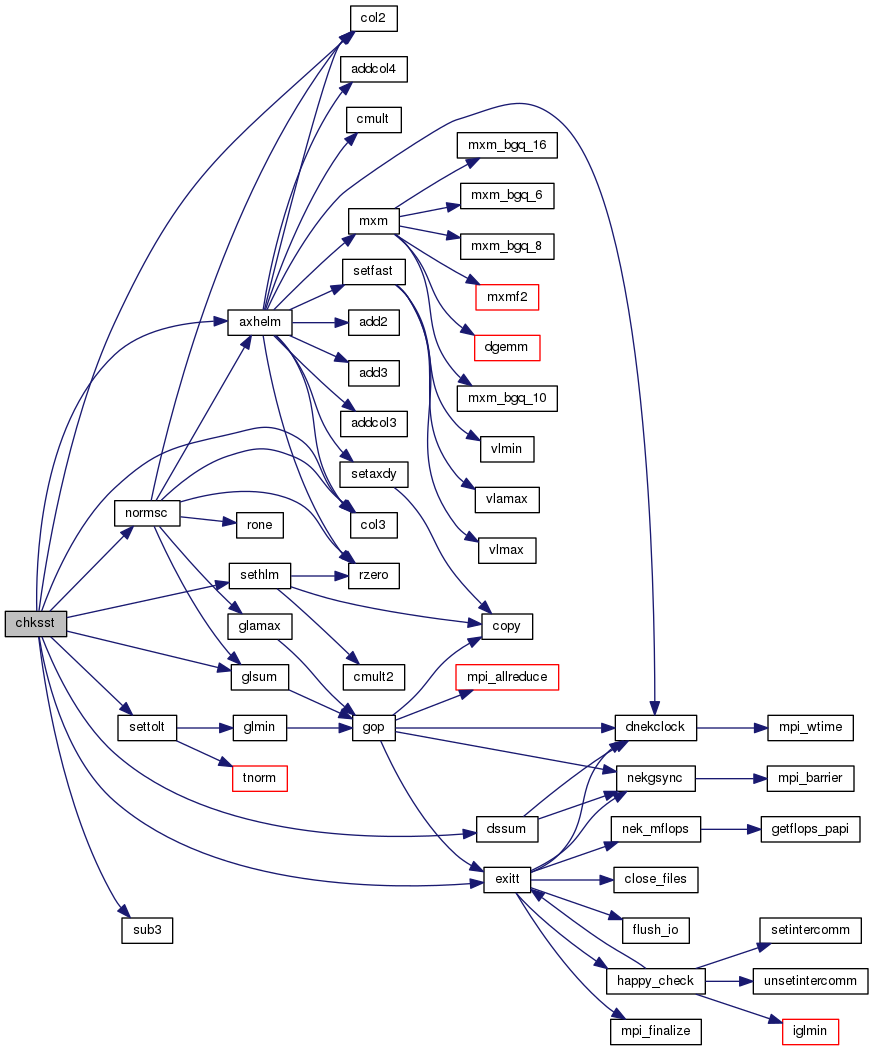 col2
addcol4
cmult
mxm_bgq_16
mxm_bgq_6
mxm
mxm_bgq_8
setfast
mxmf2
axhelm
add2
dgemm
add3
mxm_bgq_10
addcol3
vlmin
setaxdy
vlamax
normsc
rone
col3
vlmax
sethlm
rzero
chksst
glamax
copy
glsum
cmult2
mpi_allreduce
settolt
glmin
gop
dnekclock
mpi_wtime
tnorm
nekgsync
mpi_barrier
dssum
nek_mflops
getflops_papi
exitt
close_files
sub3
flush_io
setintercomm
happy_check
unsetintercomm
mpi_finalize
iglmin